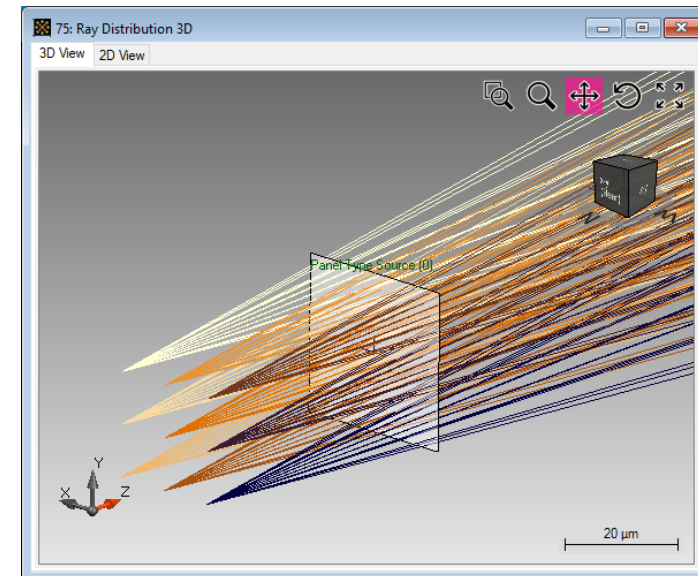 75: Ray Distribution 3D
3D View 2D View
Panel Type Source (0)
Y
X
Z
20 µm